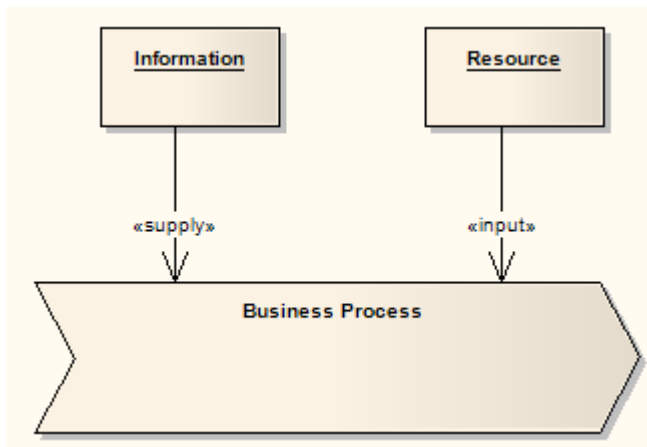 Information
Resource
«supply»
«input»
Business Process